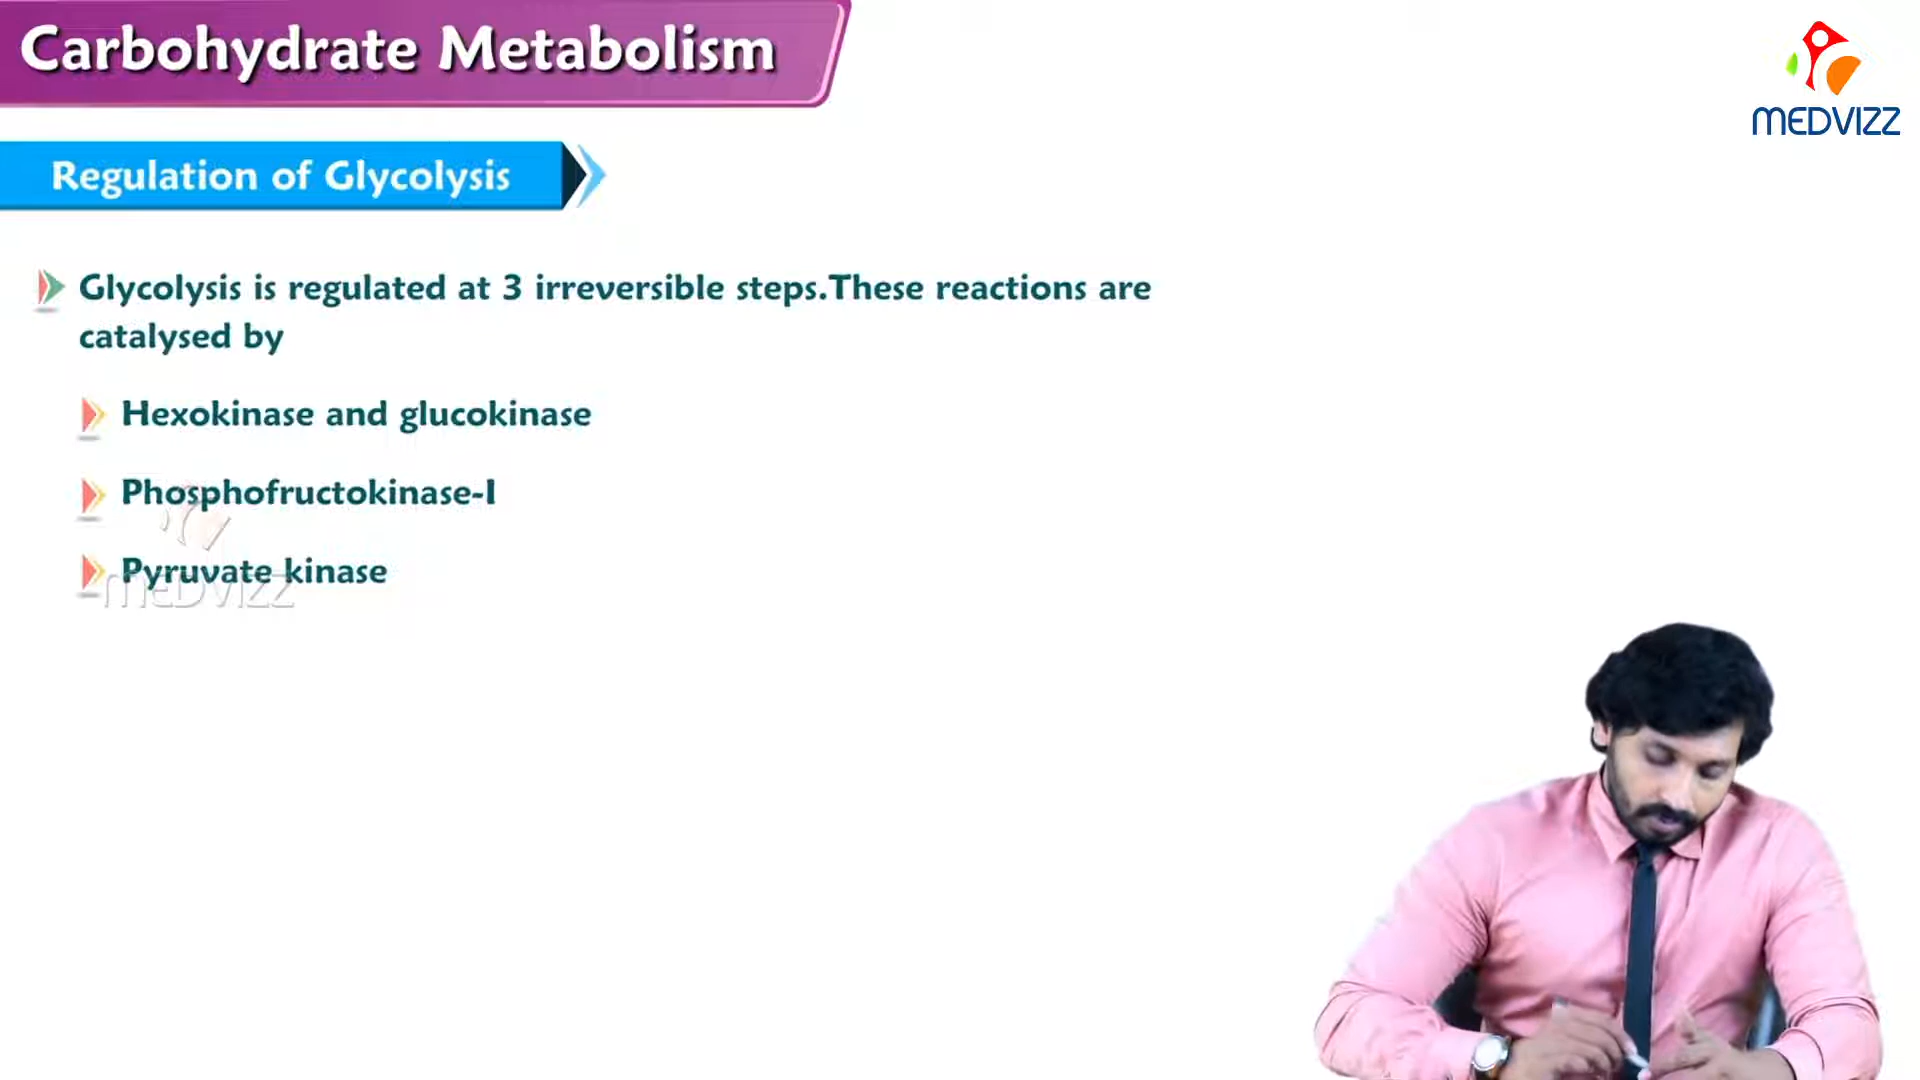 Carbohydrate Metabolism
MEDVIZZ
Regulation of Glycolysis
Glycolysis is regulated at 3 irreversible steps.These reactions are
catalysed by
Hexokinase and glucokinase
Phosphofructokinase-I
Pyruvate kinase
MEDVIZZ